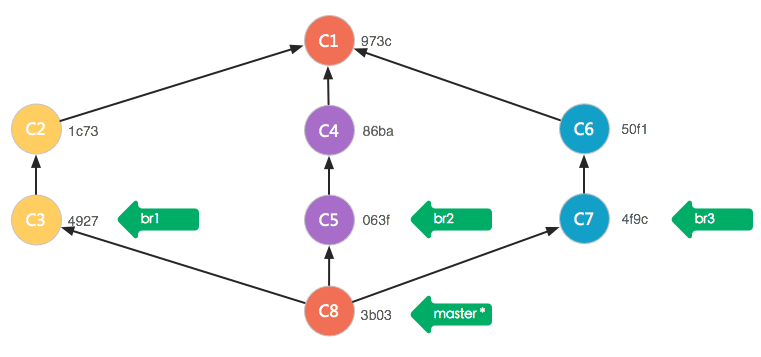 C1 973c
C2 1c73
C4 86ba
C6 50f1
C3 4927 br1
C5 063f br2
C7 4f9c br3
C8 3b03 master *